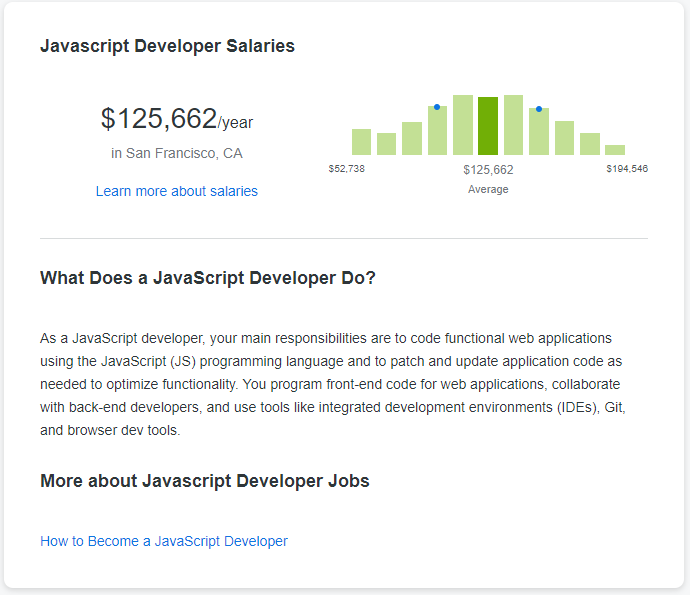 Javascript Developer Salaries
$125,662/year
in San Francisco, CA
Learn more about salaries
$52,738
$125,662
$194,546
Average
What Does a JavaScript Developer Do?
As a JavaScript developer, your main responsibilities are to code functional web applications
using the JavaScript (JS) programming language and to patch and update application code as
needed to optimize functionality. You program front-end code for web applications, collaborate
with back-end developers, and use tools like integrated development environments (IDEs), Git,
and browser dev tools.
More about Javascript Developer Jobs
How to Become a JavaScript Developer